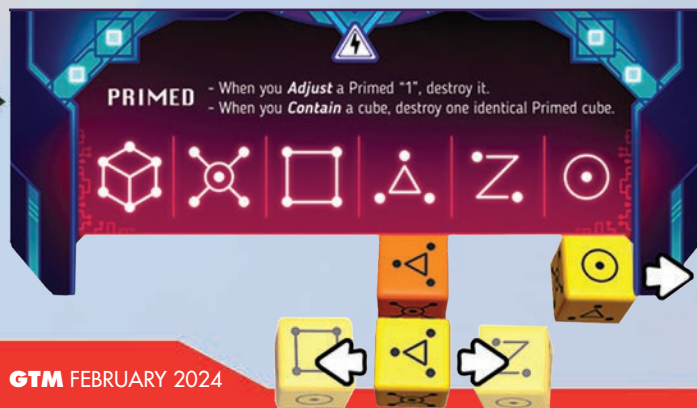 PRIMED
- When you Adjust a Primed “1”, destroy it.
- When you Contain a cube, destroy one identical Primed cube.
GTM FEBRUARY 2024